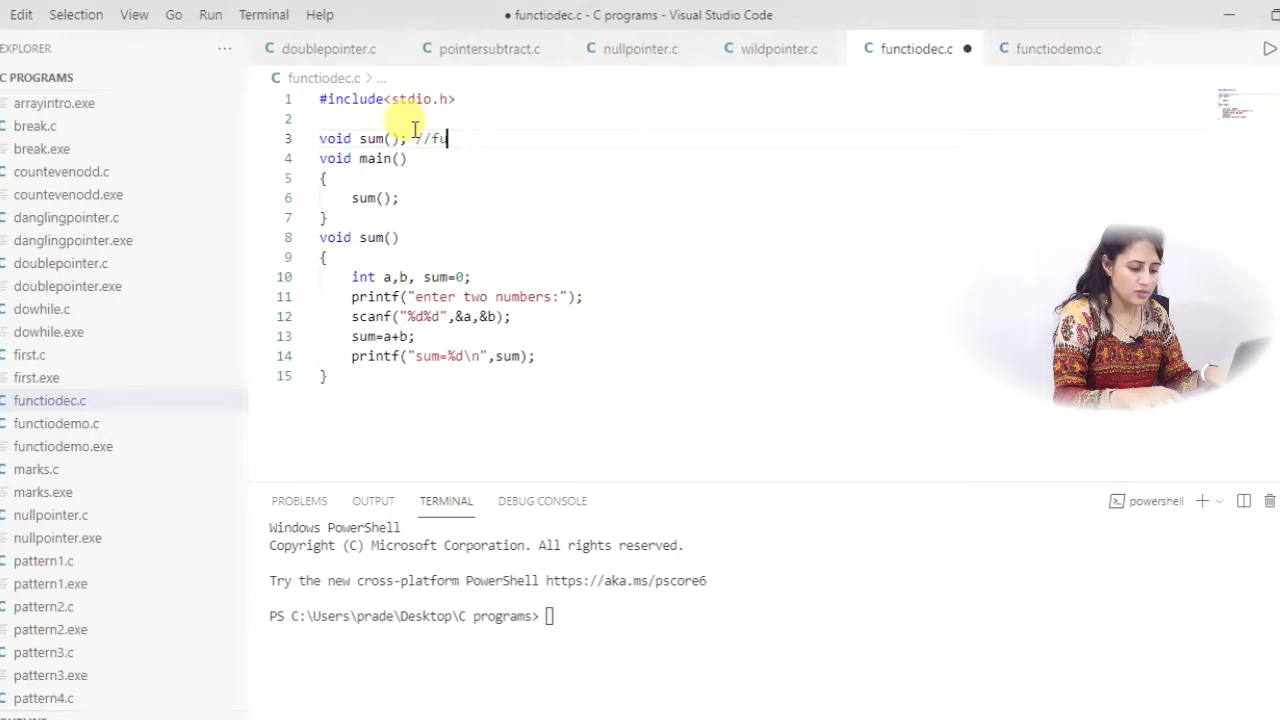 Edit Selection View Go Run Terminal Help ● functiodec.c - C programs - Visual Studio Code
EXPLORER ··· C doublepointer.c C pointersubtract.c C nullpointer.c C wildpointer.c C functiodec.c ● C functiodemo.c
C PROGRAMS
C functiodec.c > ...
arrayintro.exe
C break.c
break.exe
C countevenodd.c
countevenodd.exe
C danglingpointer.c
danglingpointer.exe
C doublepointer.c
doublepointer.exe
C dowhile.c
dowhile.exe
C first.c
first.exe
C functiodec.c
C functiodemo.c
functiodemo.exe
C marks.c
marks.exe
C nullpointer.c
nullpointer.exe
C pattern1.c
pattern1.exe
C pattern2.c
pattern2.exe
C pattern3.c
pattern3.exe
C pattern4.c
1 #include<stdio.h>
2
3 void sum(); //fu
4 void main()
5 {
6 sum();
7 }
8 void sum()
9 {
10 int a,b, sum=0;
11 printf("enter two numbers:");
12 scanf("%d%d",&a,&b);
13 sum=a+b;
14 printf("sum=%d\n",sum);
15 }
PROBLEMS OUTPUT TERMINAL DEBUG CONSOLE powershell
Windows PowerShell
Copyright (C) Microsoft Corporation. All rights reserved.
Try the new cross-platform PowerShell https://aka.ms/pscore6
PS C:\Users\prade\Desktop\C programs>